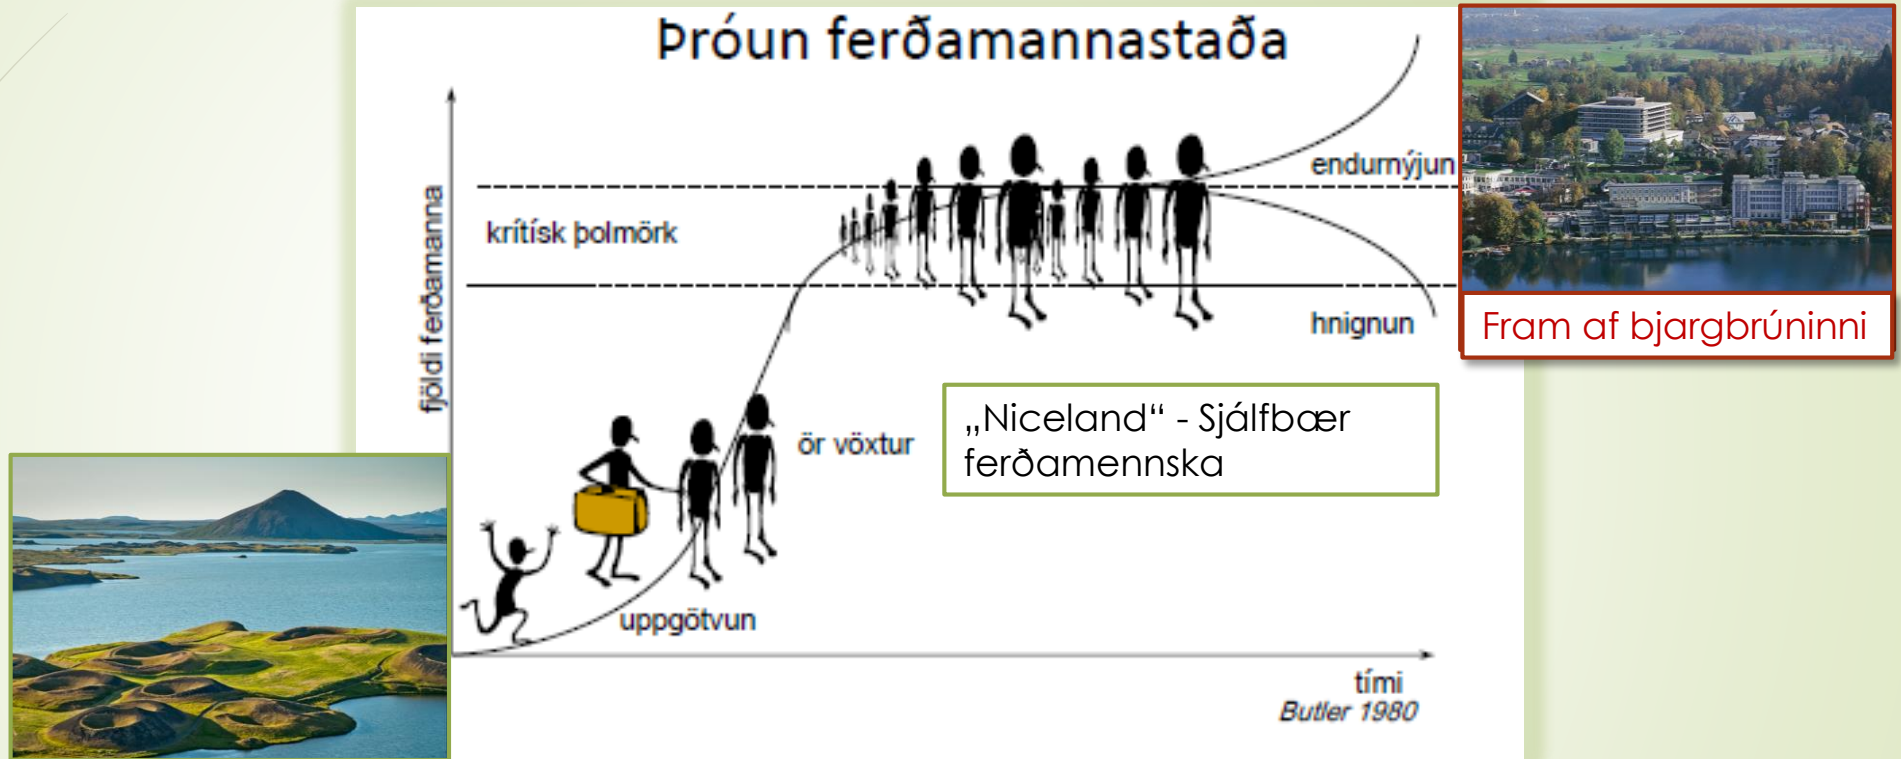 Þróun ferðamannastaða
fjöldi ferðamanna
endurnýjun
krítísk þolmörk
hnignun
Fram af bjargbrúninni
ör vöxtur
„Niceland“ - Sjálfbær
ferðamennska
uppgötvun
tími
Butler 1980